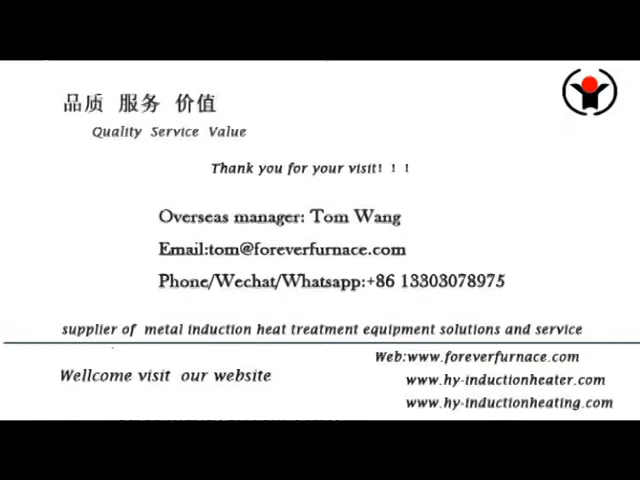 品质 服务 价值
Quality Service Value
Thank you for your visit! ! !
Overseas manager: Tom Wang
Email:tom@foreverfurnace.com
Phone/Wechat/Whatsapp:+86 13303078975
supplier of metal induction heat treatment equipment solutions and service
Web:www.foreverfurnace.com
Wellcome visit our website
www.hy-inductionheater.com
www.hy-inductionheating.com